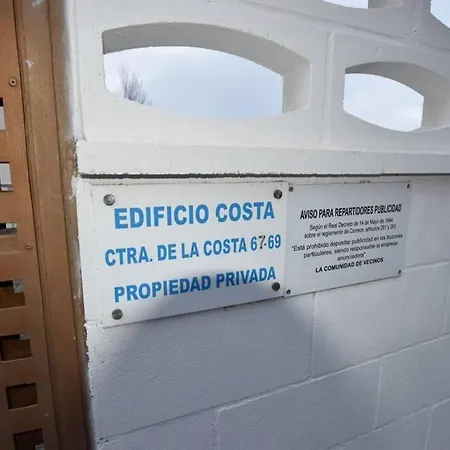 EDIFICIO COSTA
CTRA. DE LA COSTA 67-69
PROPIEDAD PRIVADA
AVISO PARA REPARTIDORES PUBLICIDAD
Según el Real Decreto de 14 de Mayo de 1964
sobre el reglamento de Correos, artículos 261 y 263
"Está prohibido depositar publicidad en los buzones
particulares, siendo responsable la empresa
anunciadora"
LA COMUNIDAD DE VECINOS